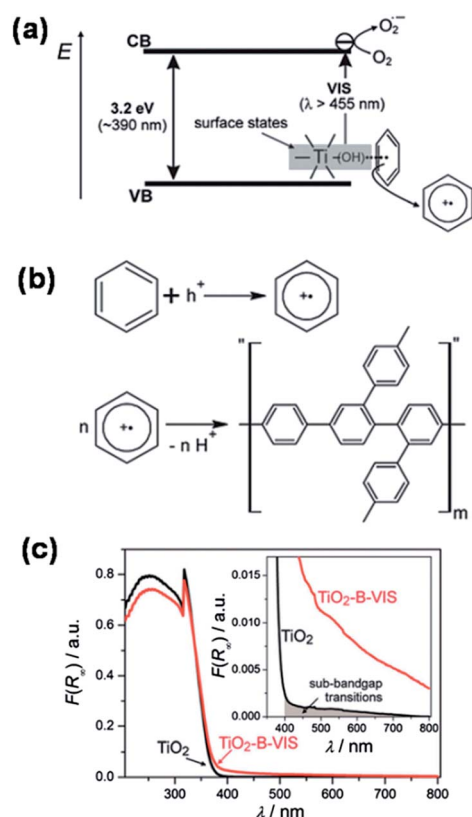 (a)
E
CB
O₂•⁻
O₂
3.2 eV
(~390 nm)
VIS
(λ > 455 nm)
surface states
Ti
(OH)
+•
VB
(b)
+ h⁺
+•
n
+•
- n H⁺
"
"
m
(c)
F(R∞) / a.u.
0.8
0.6
0.4
0.2
0.0
300 400 500 600 700 800
λ / nm
TiO₂
TiO₂-B-VIS
F(R∞) / a.u.
0.015
0.010
0.005
0.000
TiO₂-B-VIS
TiO₂
sub-bandgap
transitions
400 500 600 700 800
λ / nm